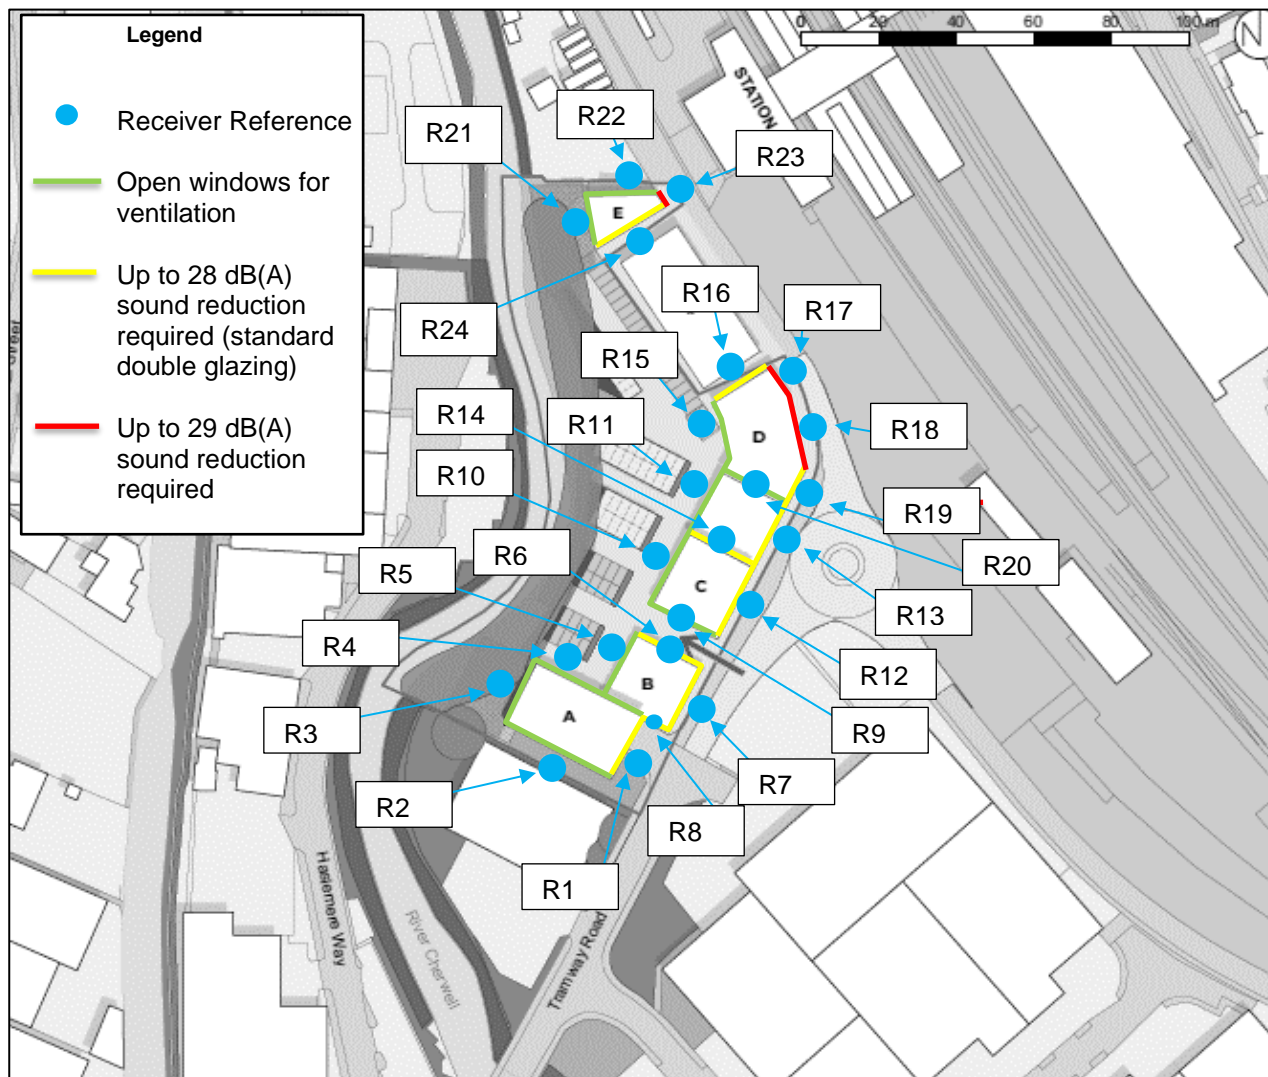 Legend
Receiver Reference
Open windows for
ventilation
Up to 28 dB(A)
sound reduction
required (standard
double glazing)
Up to 29 dB(A)
sound reduction
required
0 20 40 60 80 100 m
N
STATION
R22
R21
R23
E
R24
R16
R17
R15
R14
R11
D
R18
R10
R19
R6
R5
R20
C
R13
R4
R12
B
A
R3
R9
R7
R2
R8
R1
Haslemere Way
River Cherwell
Tramway Road